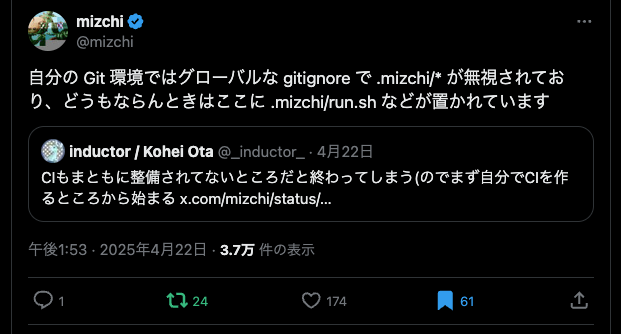 mizchi
@mizchi
自分の Git 環境ではグローバルな gitignore で .mizchi/* が無視されてお
り、どうもならんときはここに .mizchi/run.sh などが置かれています
inductor / Kohei Ota @_inductor_ · 4月22日
CIもまともに整備されてないところだと終わってしまう(のでまず自分でCIを作
るところから始まる x.com/mizchi/status/...
午後1:53 · 2025年4月22日 · 3.7万 件の表示
1 24 174 61